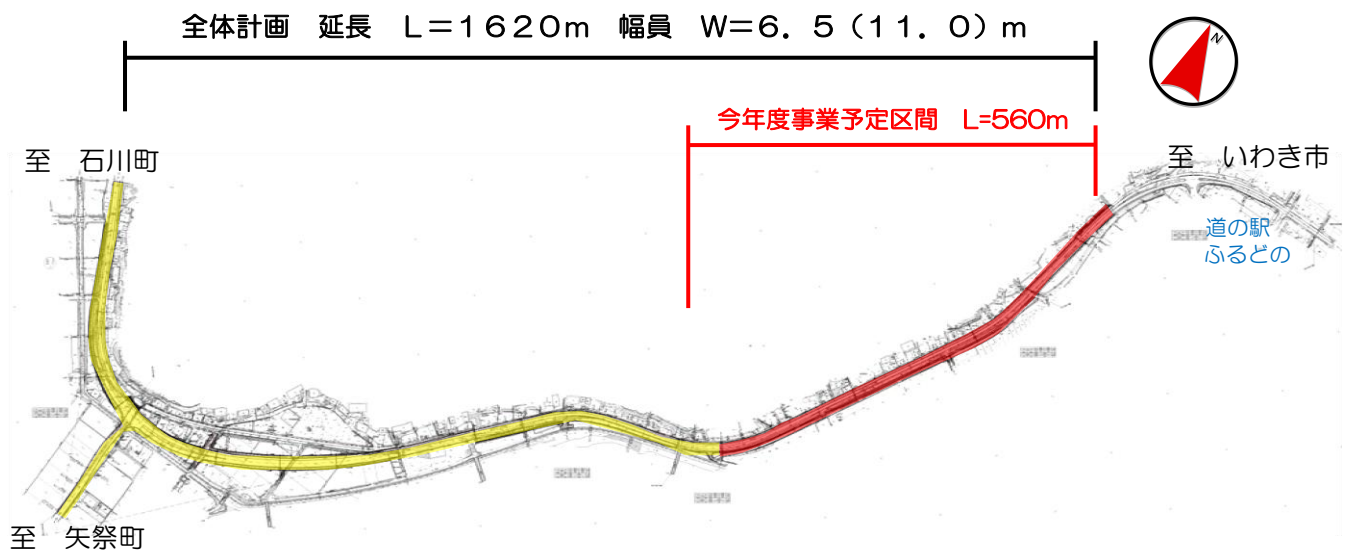 全体計画　延長　Ｌ＝１６２０ｍ　幅員　Ｗ＝６．５（１１．０）ｍ
N
今年度事業予定区間　L=560m
至　石川町
至　いわき市
道の駅
ふるどの
至　矢祭町